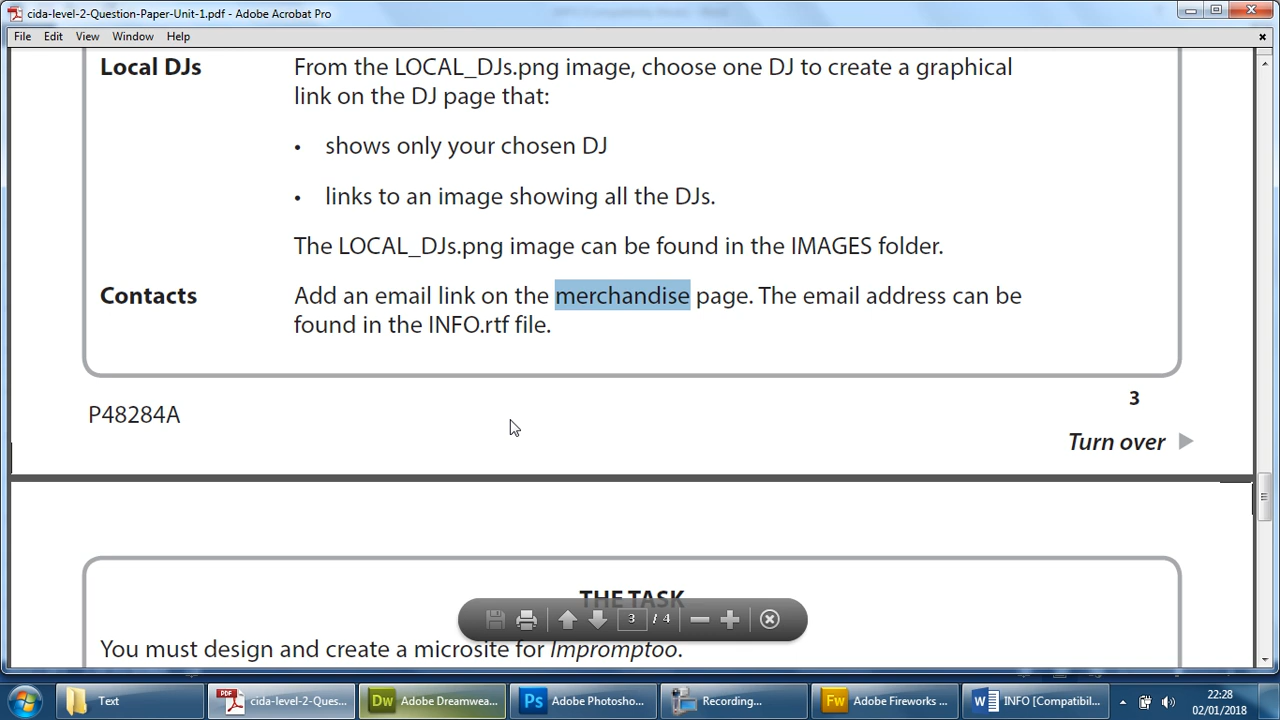 cida-level-2-Question-Paper-Unit-1.pdf - Adobe Acrobat Pro
File Edit View Window Help
Local DJs
From the LOCAL_DJs.png image, choose one DJ to create a graphical
link on the DJ page that:
• shows only your chosen DJ
• links to an image showing all the DJs.
The LOCAL_DJs.png image can be found in the IMAGES folder.
Contacts
Add an email link on the merchandise page. The email address can be
found in the INFO.rtf file.
3
P48284A
Turn over
THE TASK
3 / 4
You must design and create a microsite for Impromptoo.
Text
cida-level-2-Ques...
Adobe Dreamwea...
Adobe Photosho...
Recording...
Adobe Fireworks ...
INFO [Compatibil...
22:28
02/01/2018